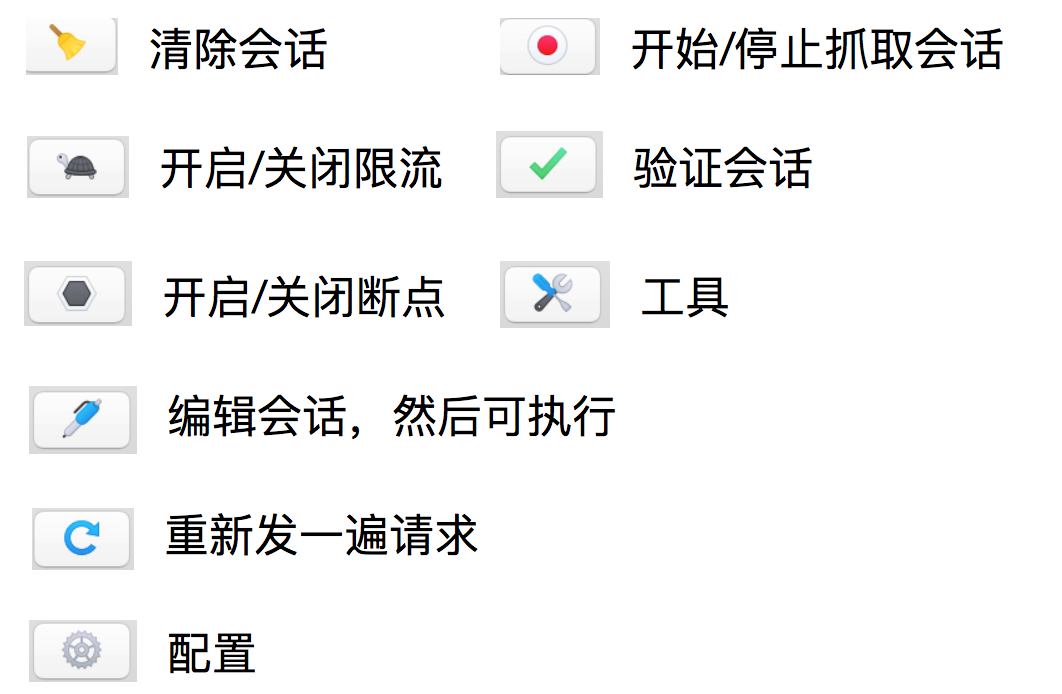 清除会话
开始/停止抓取会话
开启/关闭限流
验证会话
开启/关闭断点
工具
编辑会话，然后可执行
重新发一遍请求
配置